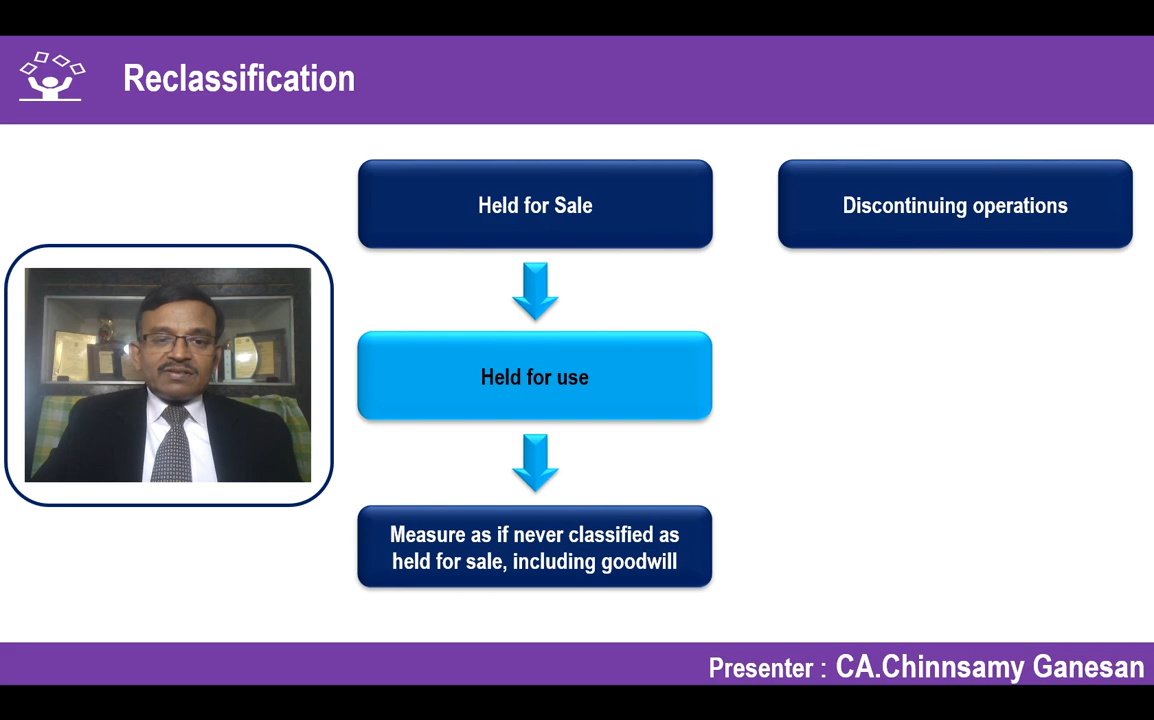 Reclassification
Held for Sale
Discontinuing operations
Held for use
Measure as if never classified as
held for sale, including goodwill
Presenter : CA.Chinnsamy Ganesan